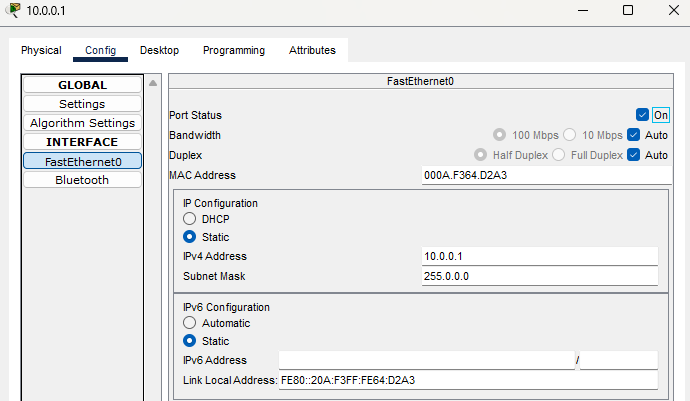 10.0.0.1
Physical Config Desktop Programming Attributes
GLOBAL
Settings
Algorithm Settings
INTERFACE
FastEthernet0
Bluetooth
FastEthernet0
Port Status On
Bandwidth 100 Mbps 10 Mbps Auto
Duplex Half Duplex Full Duplex Auto
MAC Address 000A.F364.D2A3
IP Configuration
DHCP
Static
IPv4 Address 10.0.0.1
Subnet Mask 255.0.0.0
IPv6 Configuration
Automatic
Static
IPv6 Address /
Link Local Address: FE80::20A:F3FF:FE64:D2A3